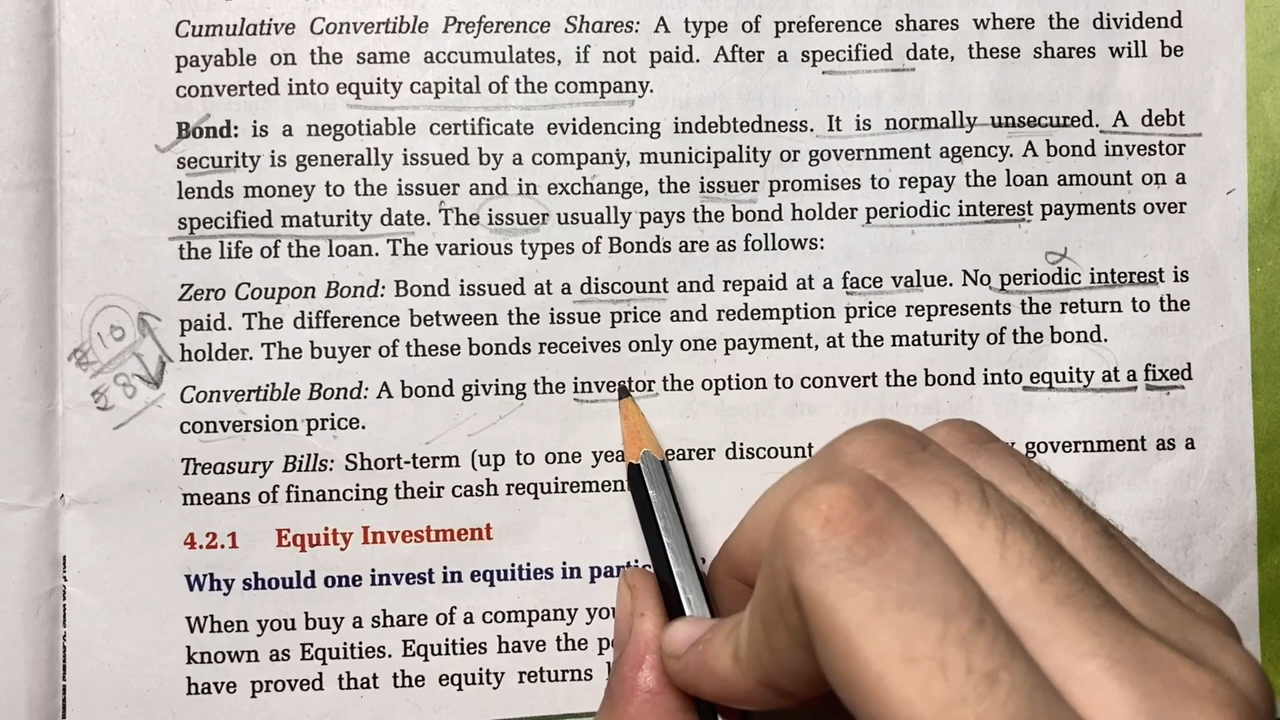 Cumulative Convertible Preference Shares: A type of preference shares where the dividend
payable on the same accumulates, if not paid. After a specified date, these shares will be
converted into equity capital of the company.
Bond: is a negotiable certificate evidencing indebtedness. It is normally unsecured. A debt
security is generally issued by a company, municipality or government agency. A bond investor
lends money to the issuer and in exchange, the issuer promises to repay the loan amount on a
specified maturity date. The issuer usually pays the bond holder periodic interest payments over
the life of the loan. The various types of Bonds are as follows:
Zero Coupon Bond: Bond issued at a discount and repaid at a face value. No periodic interest is
paid. The difference between the issue price and redemption price represents the return to the
10
holder. The buyer of these bonds receives only one payment, at the maturity of the bond.
8
Convertible Bond: A bond giving the investor the option to convert the bond into equity at a fixed
conversion price.
Treasury Bills: Short-term (up to one earer discount government as a
means of financing their cash
4.2.1 Equity Investment
Why should one invest in equities in
When you buy a share of a company
known as Equities. Equities have the
have proved that the equity returns